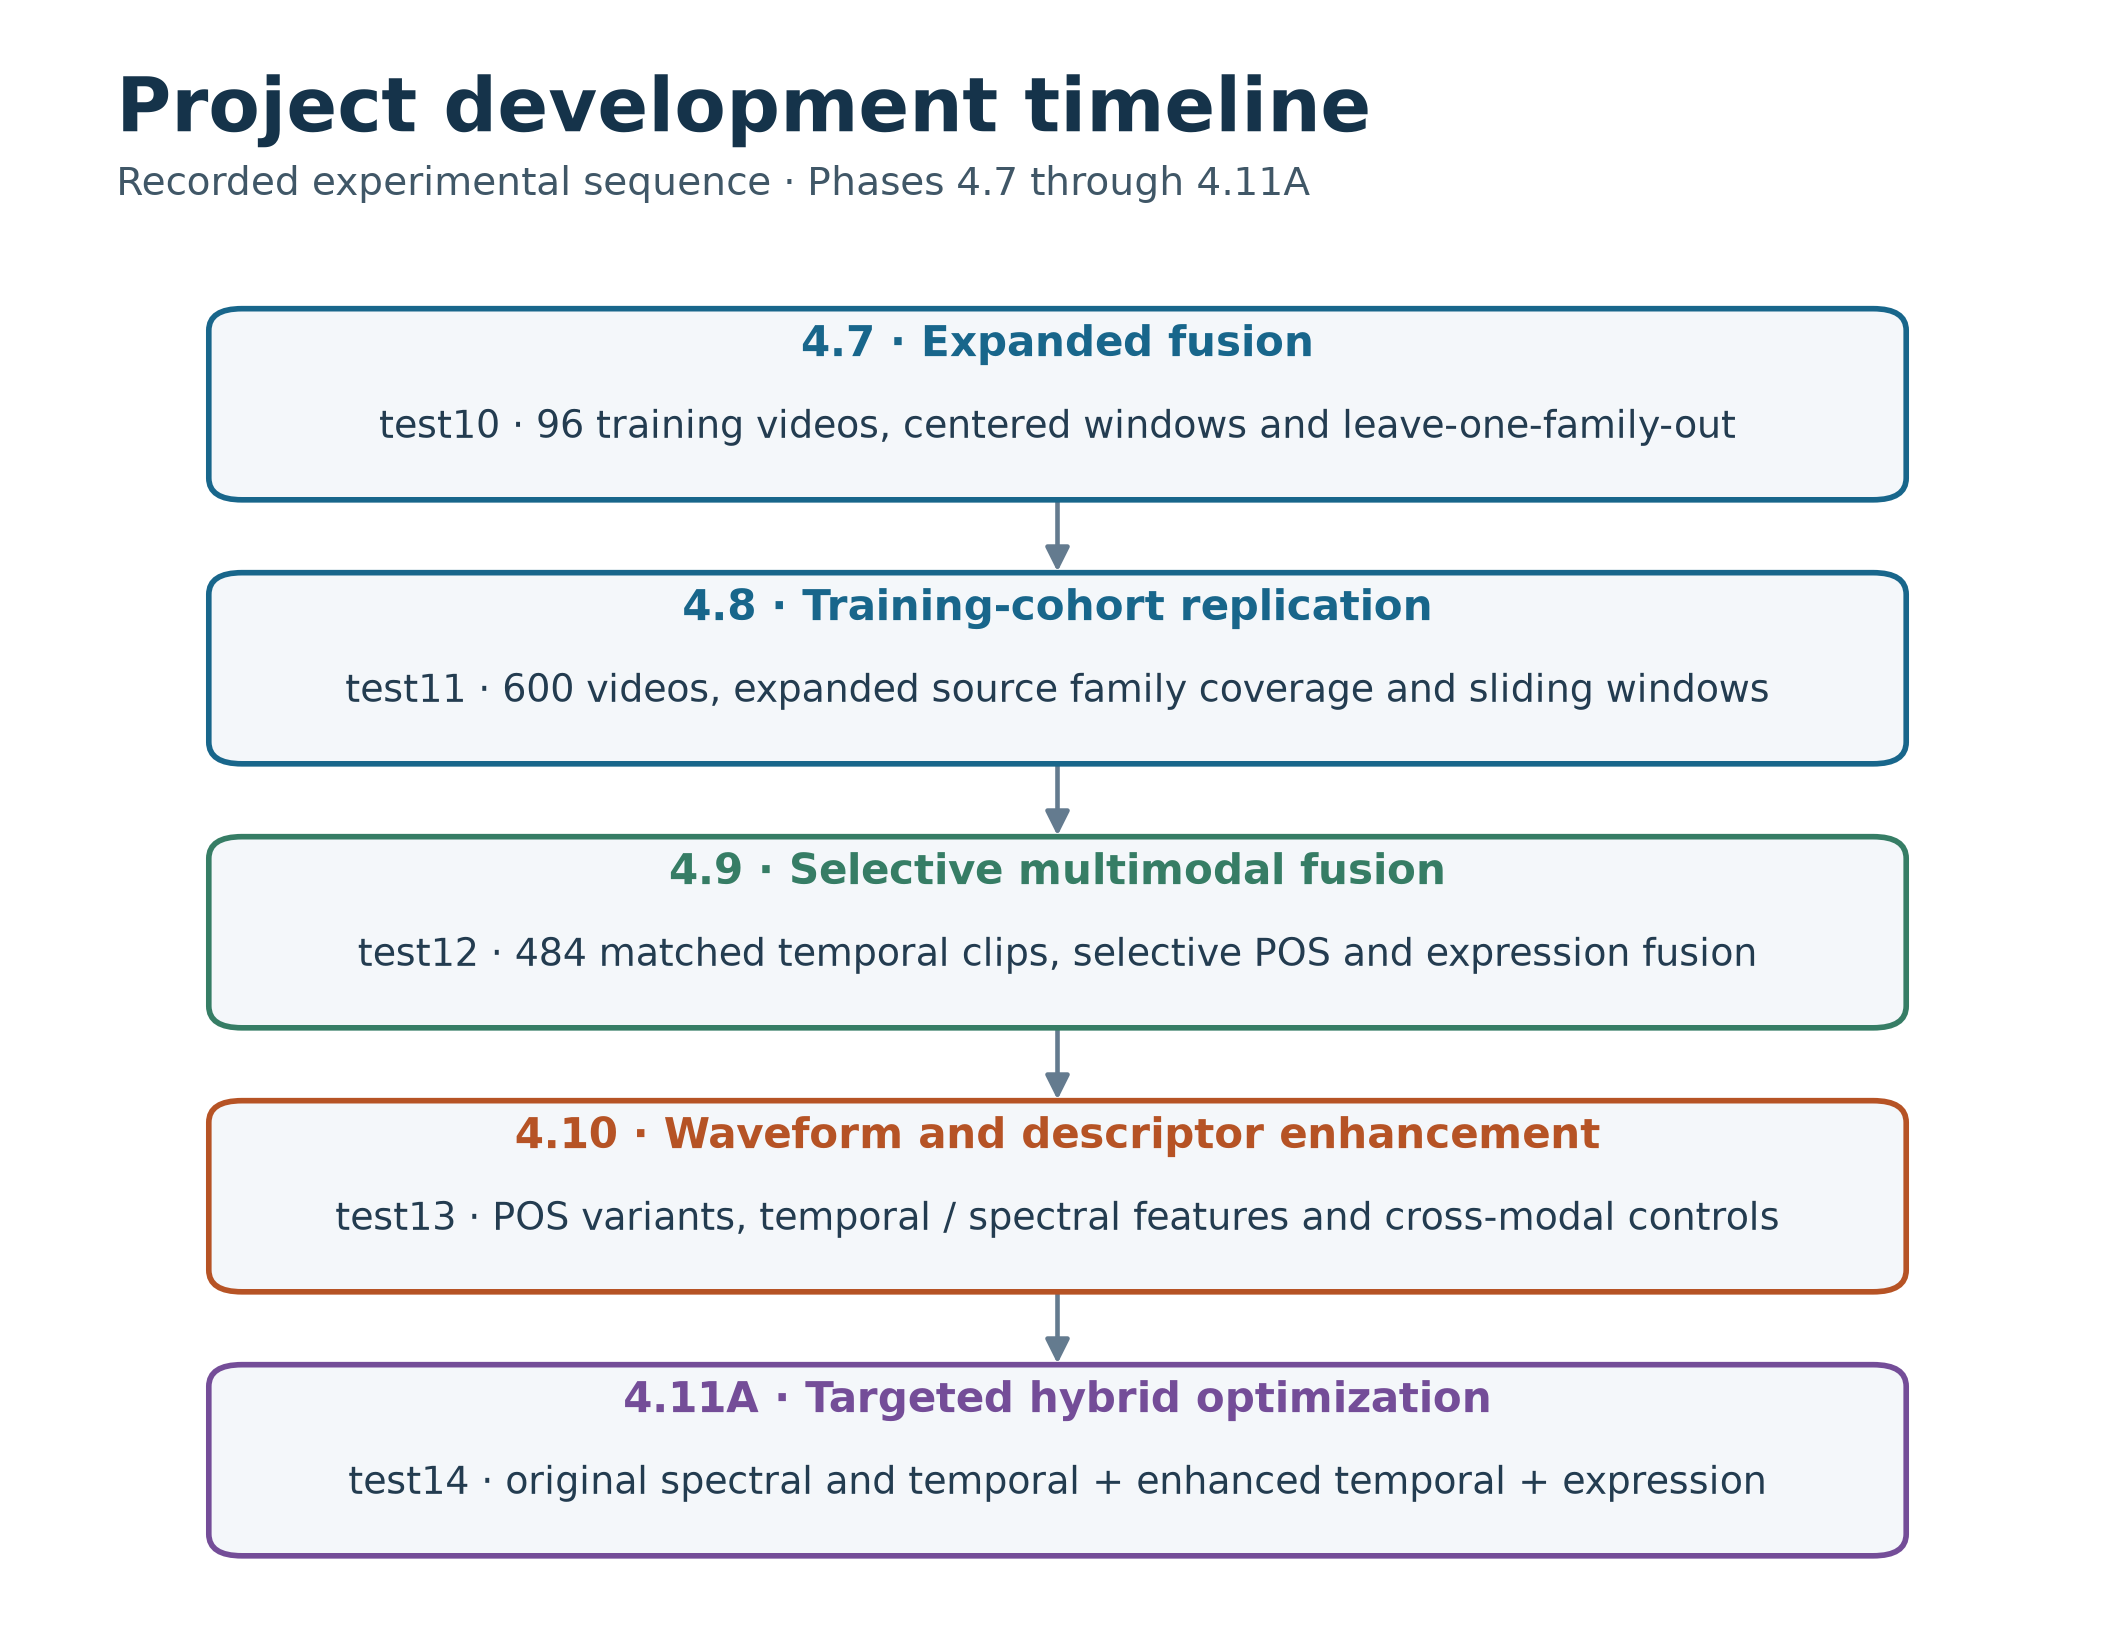 Project development timeline
Recorded experimental sequence · Phases 4.7 through 4.11A
4.7 · Expanded fusion
test10 · 96 training videos, centered windows and leave-one-family-out
4.8 · Training-cohort replication
test11 · 600 videos, expanded source family coverage and sliding windows
4.9 · Selective multimodal fusion
test12 · 484 matched temporal clips, selective POS and expression fusion
4.10 · Waveform and descriptor enhancement
test13 · POS variants, temporal / spectral features and cross-modal controls
4.11A · Targeted hybrid optimization
test14 · original spectral and temporal + enhanced temporal + expression